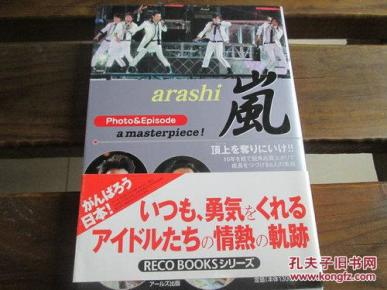 arashi
嵐
Photo&Episode
a masterpiece!
頂上を奪りにいけ!!
がんばろう
日本!
いつも、勇気をくれる
アイドルたちの情熱の軌跡
RECO BOOKSシリーズ
アールズ出版
孔夫子旧书网